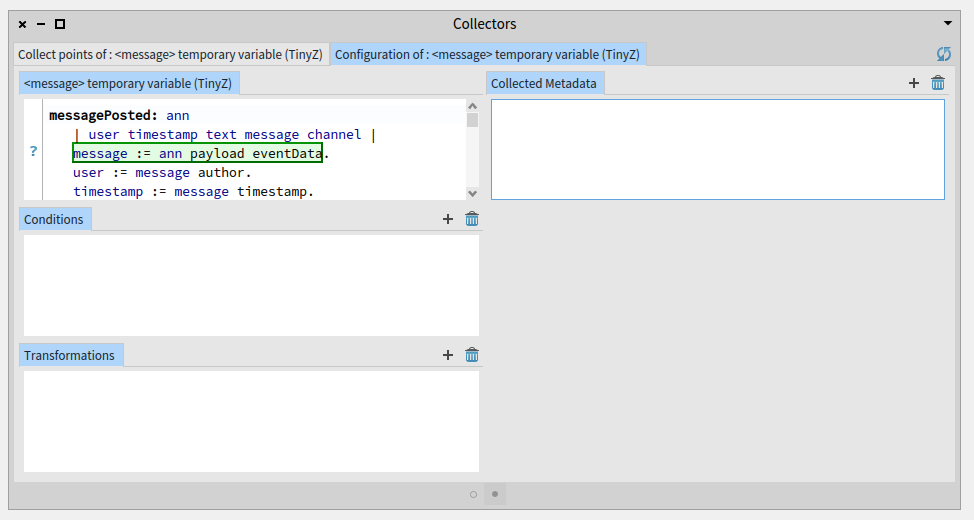 Collectors
Collect points of : <message> temporary variable (TinyZ)
Configuration of : <message> temporary variable (TinyZ)
<message> temporary variable (TinyZ)
messagePosted: ann
| user timestamp text message channel |
? message := ann payload eventData.
user := message author.
timestamp := message timestamp.
Collected Metadata
Conditions
Transformations